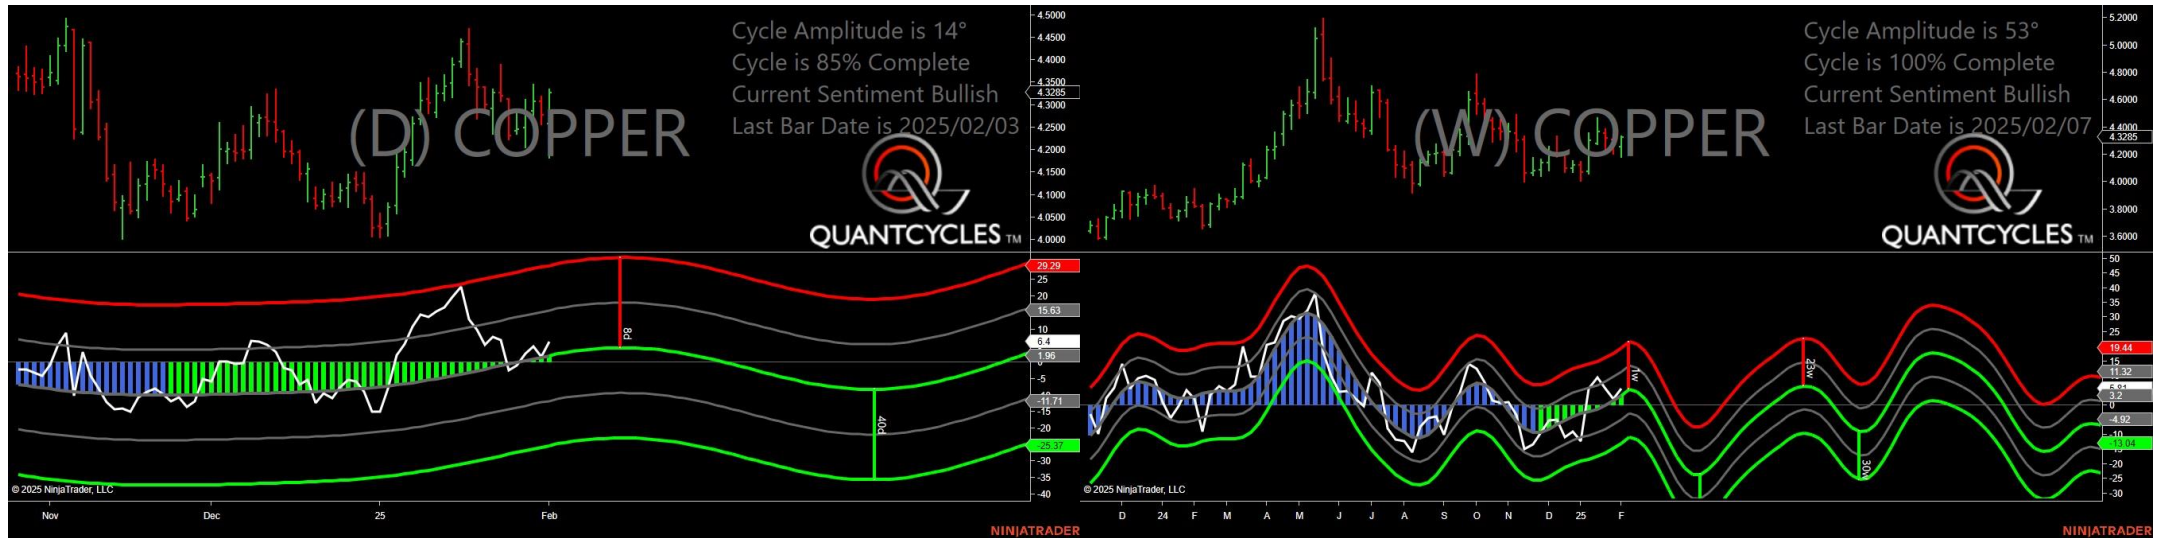 Cycle Amplitude is 14°
Cycle is 85% Complete
Current Sentiment Bullish
Last Bar Date is 2025/02/03
(D) COPPER
QUANTCYCLES TM
4.5000
4.4500
4.4000
4.3500
4.3285
4.3000
4.2500
4.2000
4.1500
4.1000
4.0500
4.0000
29.29
25
20
15.63
10
6.4
1.96
0
-5
-11.71
-15
-20
-25.37
-30
-35
-40
8d
40d
© 2025 NinjaTrader, LLC
Nov Dec 25 Feb
NINJATRADER
Cycle Amplitude is 53°
Cycle is 100% Complete
Current Sentiment Bullish
Last Bar Date is 2025/02/07
(W) COPPER
QUANTCYCLES TM
5.2000
5.0000
4.8000
4.6000
4.4000
4.3285
4.2000
4.0000
3.8000
3.6000
50
45
40
35
30
25
19.44
15
11.32
3.2
0
-4.92
-10
-13.04
-20
-25
-30
1w
23w
30w
© 2025 NinjaTrader, LLC
D 24 F M A M J J A S O N D 25 F
NINJATRADER